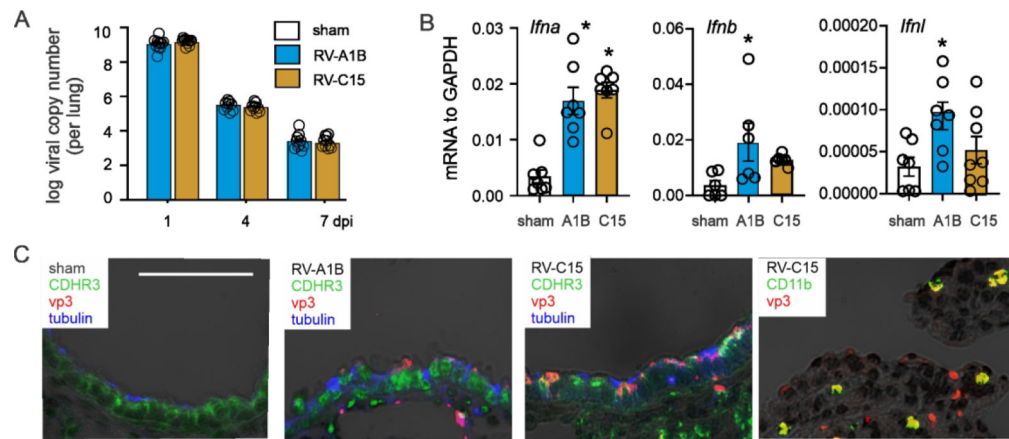 A
log viral copy number
(per lung)
10
8
6
4
2
0
1
4
7 dpi
sham
RV-A1B
RV-C15
B
mRNA to GAPDH
Ifna
0.04
0.03
0.02
0.01
0.00
*
*
sham
A1B
C15
Ifnb
0.06
0.04
0.02
0.00
*
sham
A1B
C15
Ifnl
0.00020
0.00015
0.00010
0.00005
0.00000
*
sham
A1B
C15
C
sham
CDHR3
vp3
tubulin
RV-A1B
CDHR3
vp3
tubulin
RV-C15
CDHR3
vp3
tubulin
RV-C15
CD11b
vp3